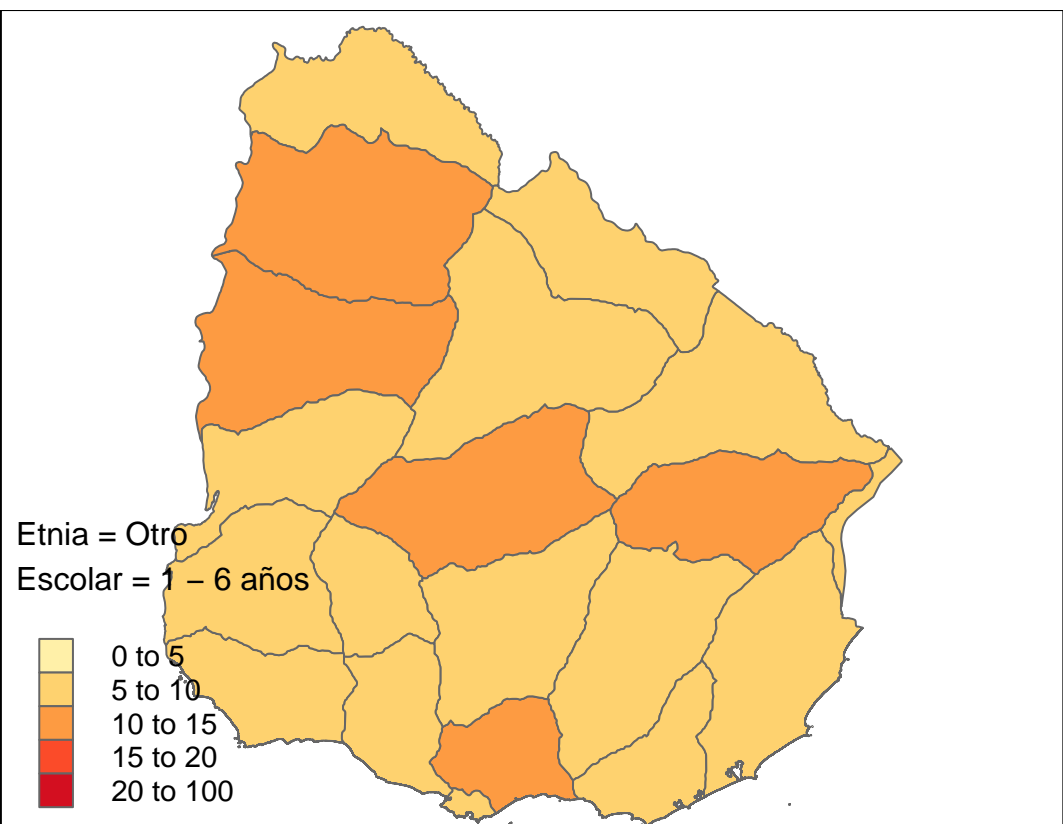 Etnia = Otro
Escolar = 1 – 6 años
0 to 5
5 to 10
10 to 15
15 to 20
20 to 100